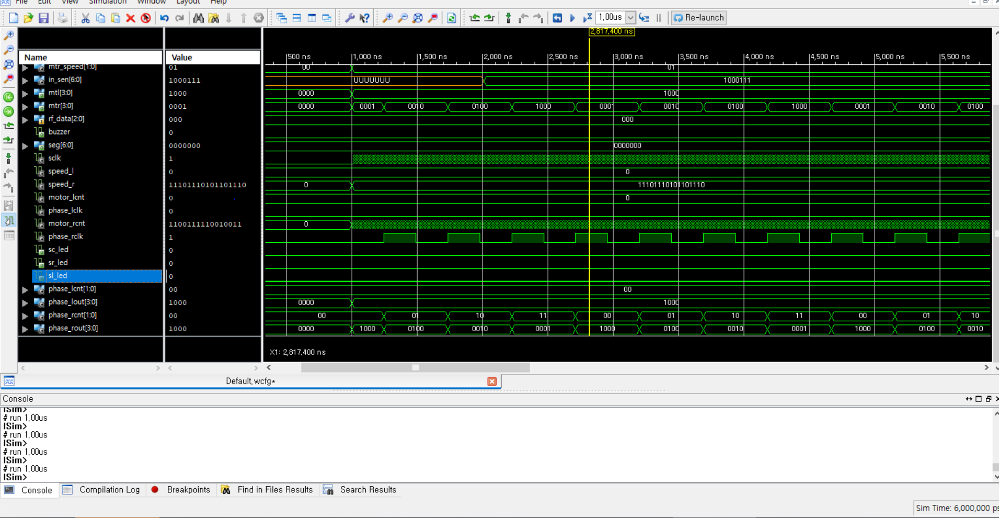 File Edit View Simulation Window Layout Help
1.00us Re-launch
2,817.400 ns
Name Value
500 ns 1,000 ns 1,500 ns 2,000 ns 2,500 ns 3,000 ns 3,500 ns 4,000 ns 4,500 ns 5,000 ns 5,500 ns
mtr_speed[1:0] 01 00 01
in_sen[6:0] 1000111 UUUUUUU 1000111
mtl[3:0] 1000 0000 1000
mtr[3:0] 0001 0000 0001 0010 0100 1000 0001 0010 0100 1000 0001 0010 0100
rf_data[2:0] 000 000
buzzer 0
seg[6:0] 0000000 0000000
sclk 1
speed_l 0 0
speed_r 11101110101101110 0 11101110101101110
motor_lcnt 0 0
phase_lclk 0
motor_rcnt 1100111110010011 0
phase_rclk 1
sc_led 0
sr_led 0
sl_led 0
phase_lcnt[1:0] 00 00
phase_lout[3:0] 1000 0000 1000
phase_rcnt[1:0] 00 00 01 10 11 00 01 10 11 00 01 10
phase_rout[3:0] 1000 0000 1000 0100 0010 0001 1000 0100 0010 0001 1000 0100 0010
X1: 2,817.400 ns
Default.wcfg*
Console
ISim>
# run 1.00us
ISim>
# run 1.00us
ISim>
# run 1.00us
ISim>
# run 1.00us
ISim>
Console Compilation Log Breakpoints Find in Files Results Search Results
Sim Time: 6,000,000 ps